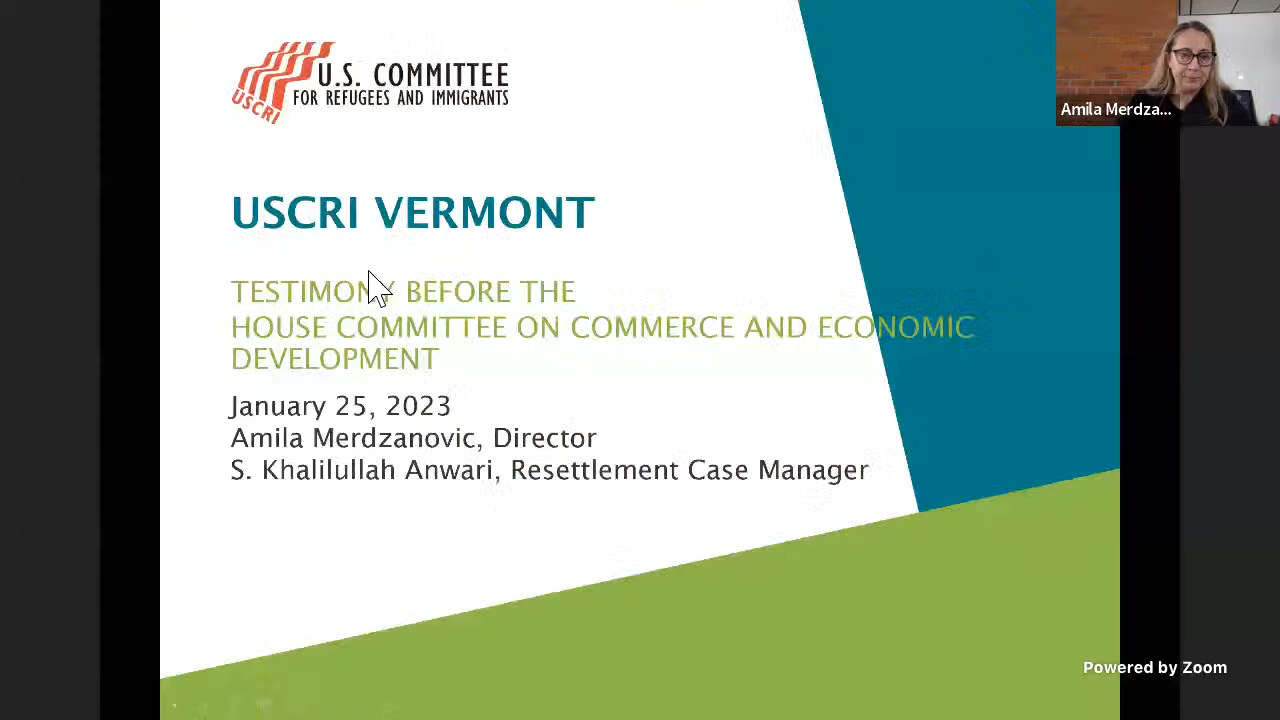 U.S. COMMITTEE
FOR REFUGEES AND IMMIGRANTS
USCRI
Amila Merdza...
USCRI VERMONT
TESTIMONY BEFORE THE
HOUSE COMMITTEE ON COMMERCE AND ECONOMIC
DEVELOPMENT
January 25, 2023
Amila Merdzanovic, Director
S. Khalilullah Anwari, Resettlement Case Manager
Powered by Zoom